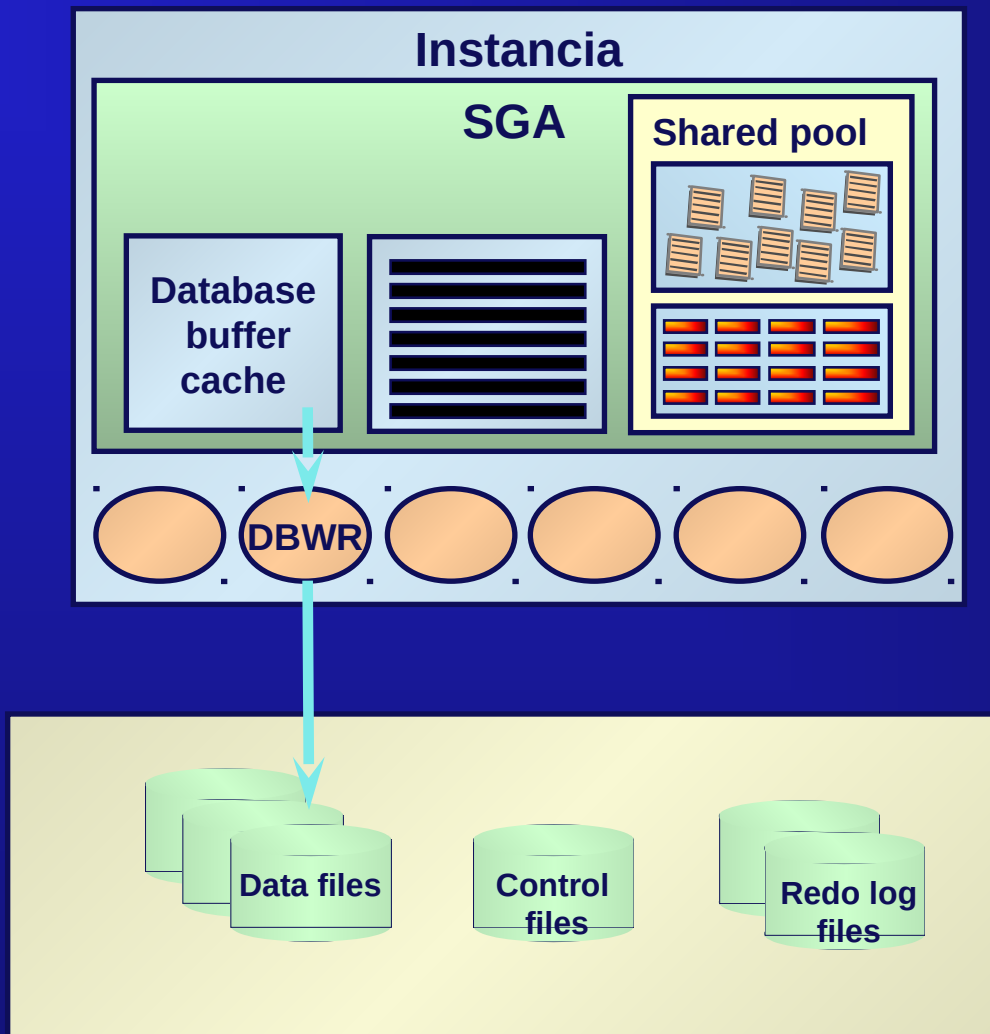 Instancia
SGA
Shared pool
Database
buffer
cache
DBWR
Data files
Control
files
Redo log
files